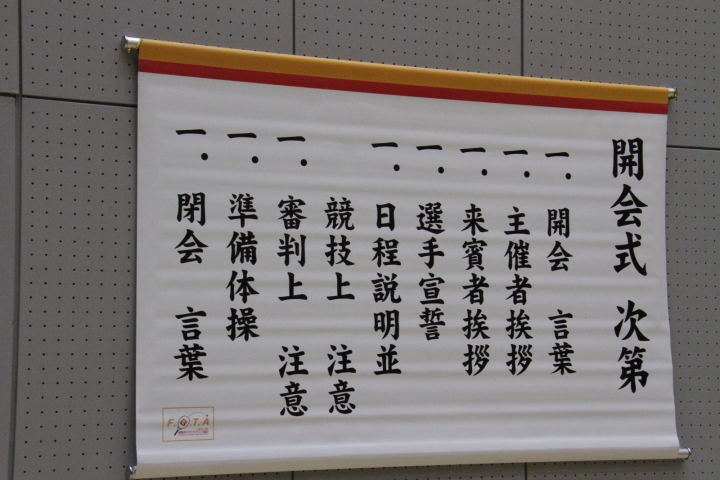 開会式 次第
一. 開会 言葉
一. 主催者挨拶
一. 来賓者挨拶
一. 選手宣誓
一. 日程説明並
競技上 注意
一. 審判上 注意
一. 準備体操
一. 閉会 言葉